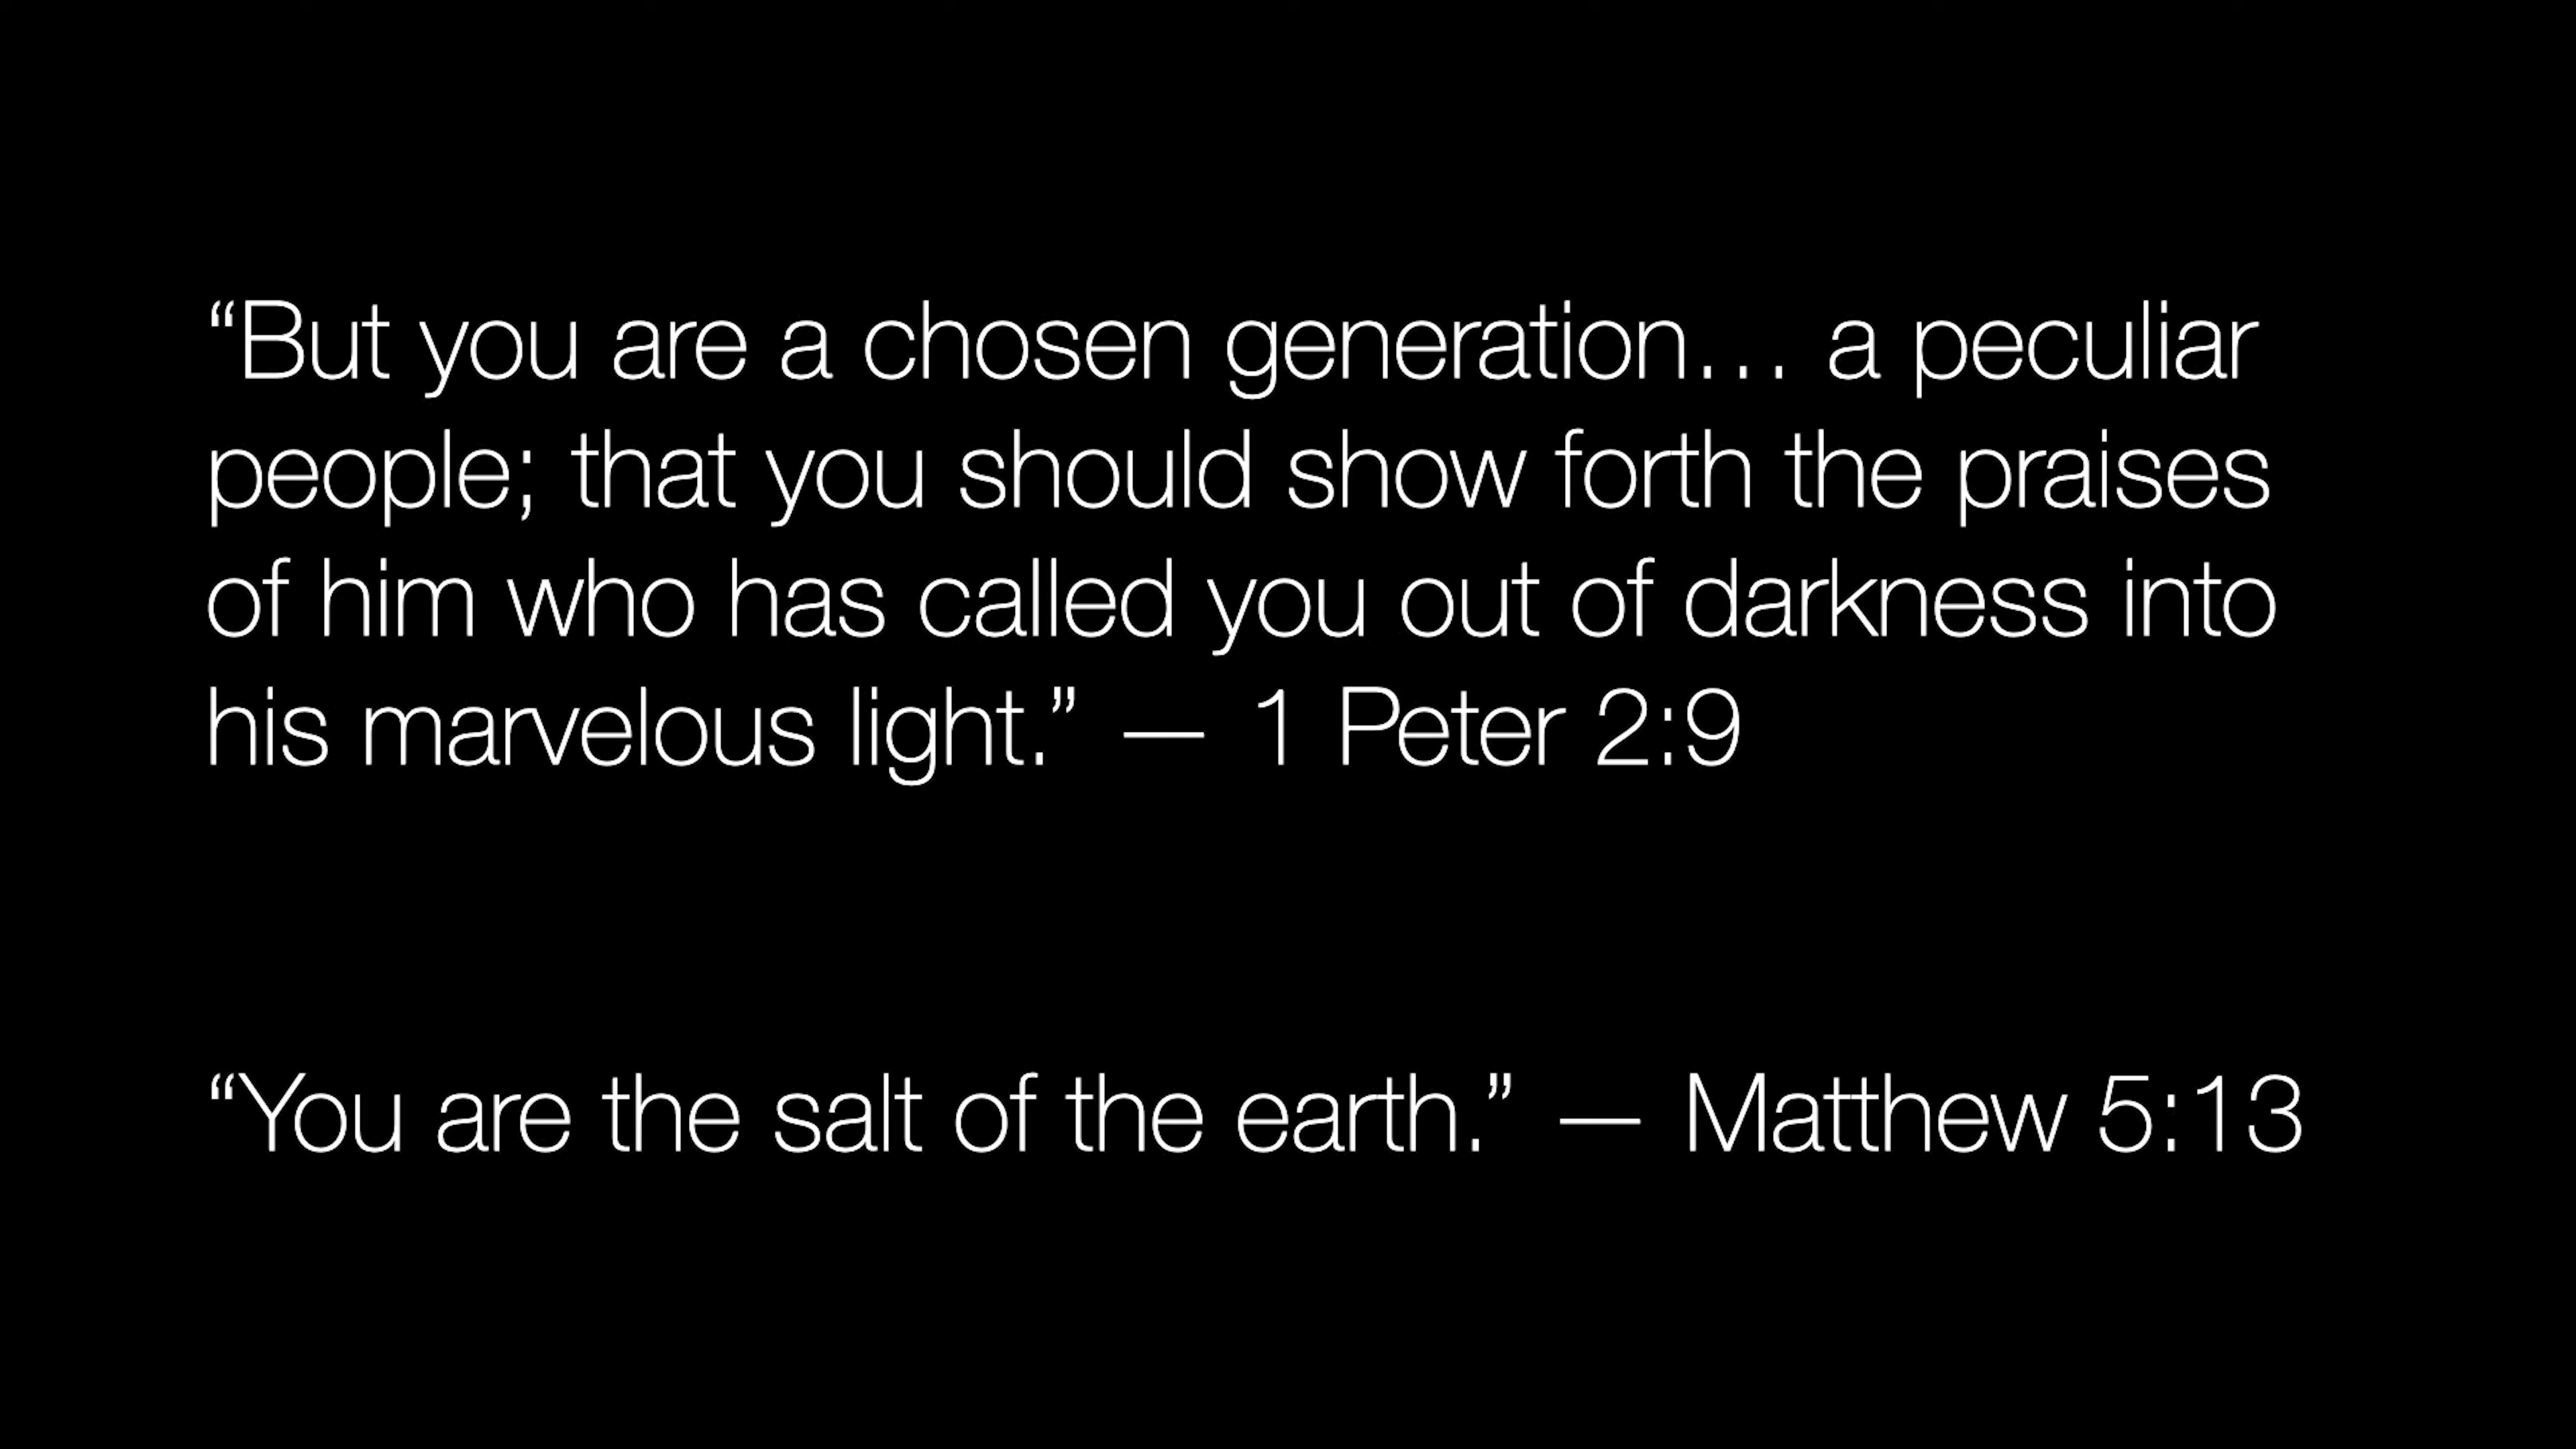 “But you are a chosen generation… a peculiar
people; that you should show forth the praises
of him who has called you out of darkness into
his marvelous light.” — 1 Peter 2:9
“You are the salt of the earth.” — Matthew 5:13